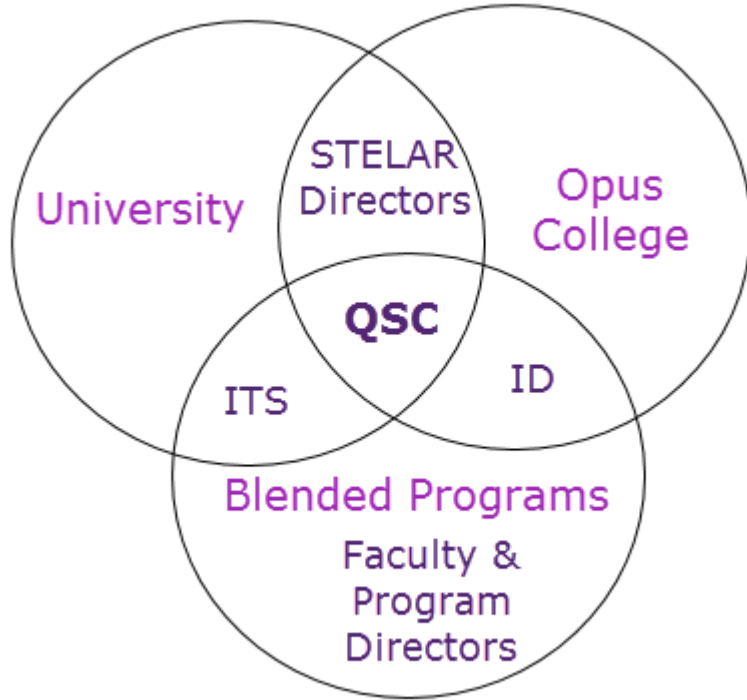 STELAR
Directors
University
Opus
College
QSC
ITS
ID
Blended Programs
Faculty &
Program
Directors